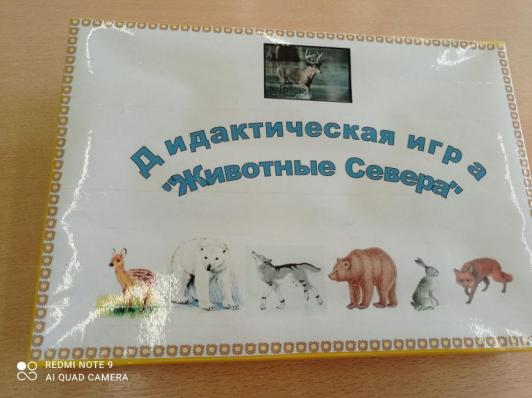 Дидактическая игра
"Животные Севера"
REDMI NOTE 9
AI QUAD CAMERA